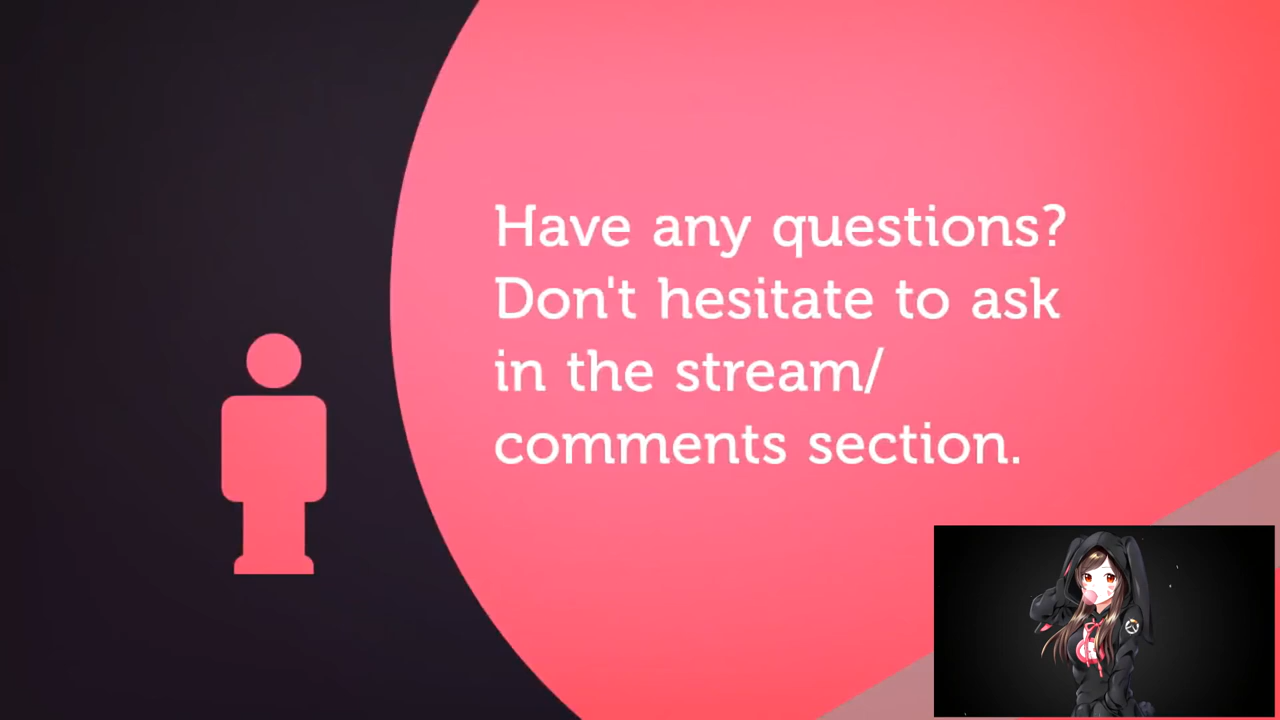 Have any questions?
Don't hesitate to ask
in the stream/
comments section.